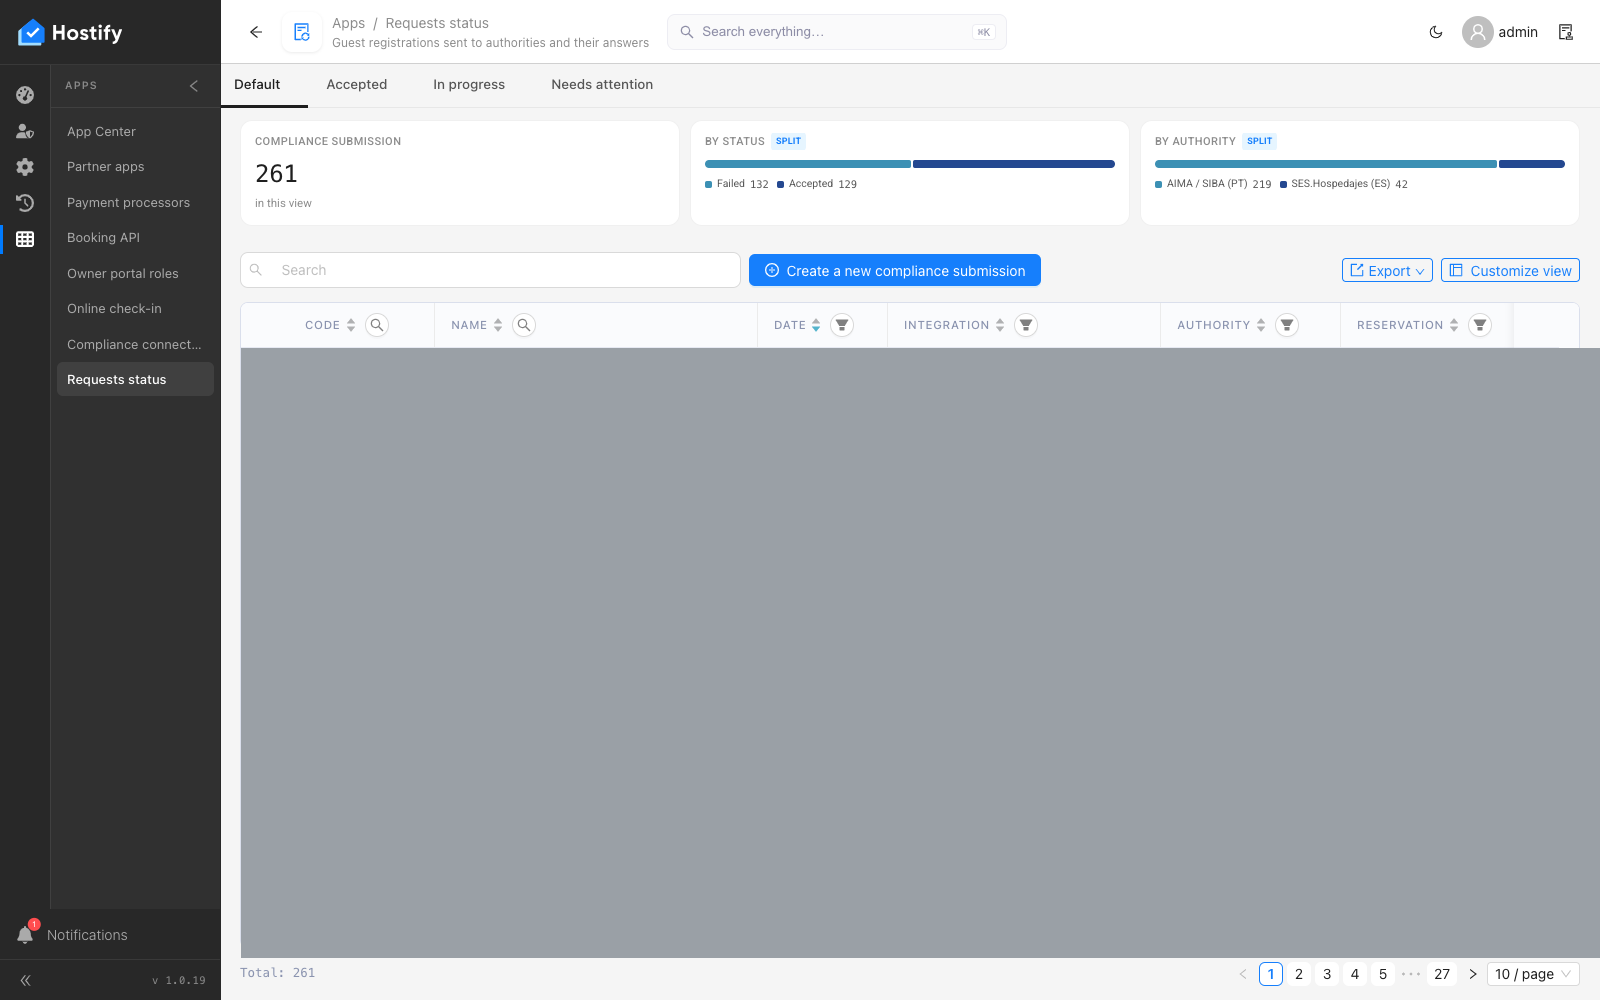 Hostify
APPS
App Center
Partner apps
Payment processors
Booking API
Owner portal roles
Online check-in
Compliance connect...
Requests status
1
Notifications
v 1.0.19
Apps / Requests status
Guest registrations sent to authorities and their answers
Search everything...
⌘K
admin
Default
Accepted
In progress
Needs attention
COMPLIANCE SUBMISSION
261
in this view
BY STATUS SPLIT
Failed 132 Accepted 129
BY AUTHORITY SPLIT
AIMA / SIBA (PT) 219 SES.Hospedajes (ES) 42
Search
Create a new compliance submission
Export
Customize view
CODE
NAME
DATE
INTEGRATION
AUTHORITY
RESERVATION
Total: 261
1 2 3 4 5 ··· 27
10 / page